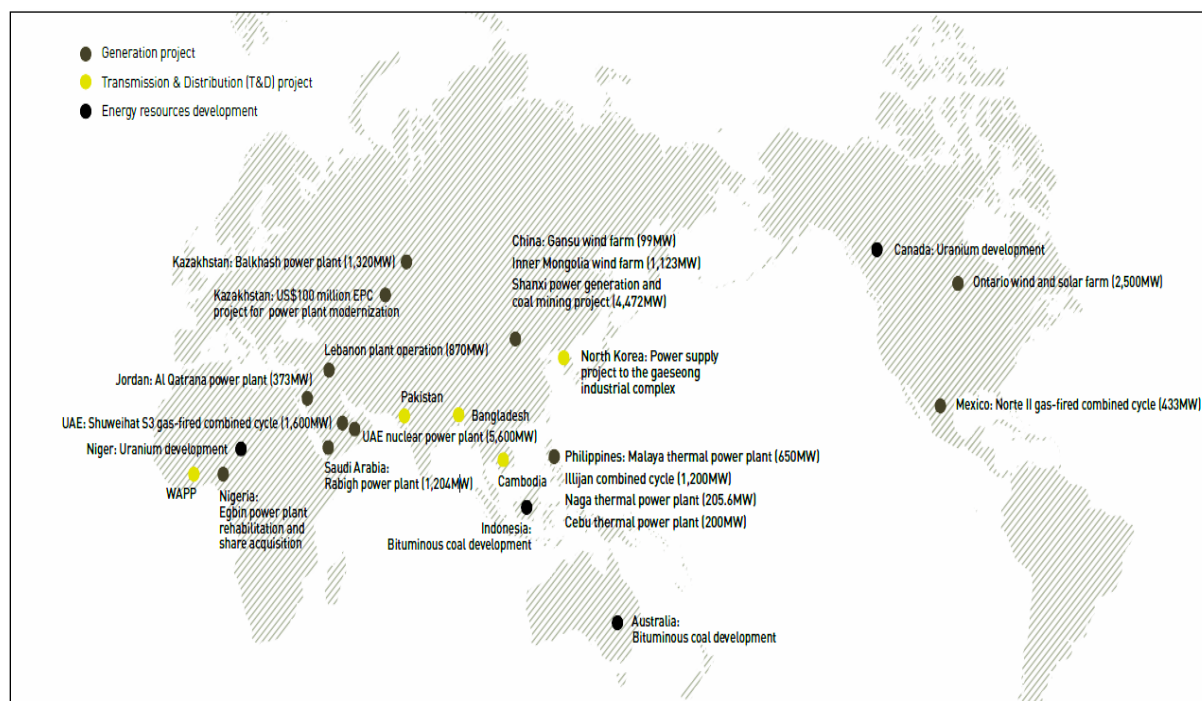 Generation project
Transmission & Distribution (T&D) project
Energy resources development
China: Gansu wind farm (99MW)
Inner Mongolia wind farm (1,123MW)
Shanxi power generation and
coal mining project (4,472MW)
Kazakhstan: Balkhash power plant (1,320MW)
Kazakhstan: US$100 million EPC
project for power plant modernization
Lebanon plant operation (870MW)
Jordan: Al Qatrana power plant (373MW)
UAE: Shuweihat S3 gas-fired combined cycle (1,600MW)
UAE nuclear power plant (5,600MW)
Niger: Uranium development
WAPP
Nigeria:
Egbin power plant
rehabilitation and
share acquisition
Saudi Arabia:
Rabigh power plant (1,204MW)
Pakistan
Bangladesh
Cambodia
North Korea: Power supply
project to the gaeseong
industrial complex
Philippines: Malaya thermal power plant (650MW)
Illijan combined cycle (1,200MW)
Naga thermal power plant (205.6MW)
Cebu thermal power plant (200MW)
Indonesia:
Bituminous coal development
Australia:
Bituminous coal development
Canada: Uranium development
Ontario wind and solar farm (2,500MW)
Mexico: Norte II gas-fired combined cycle (433MW)